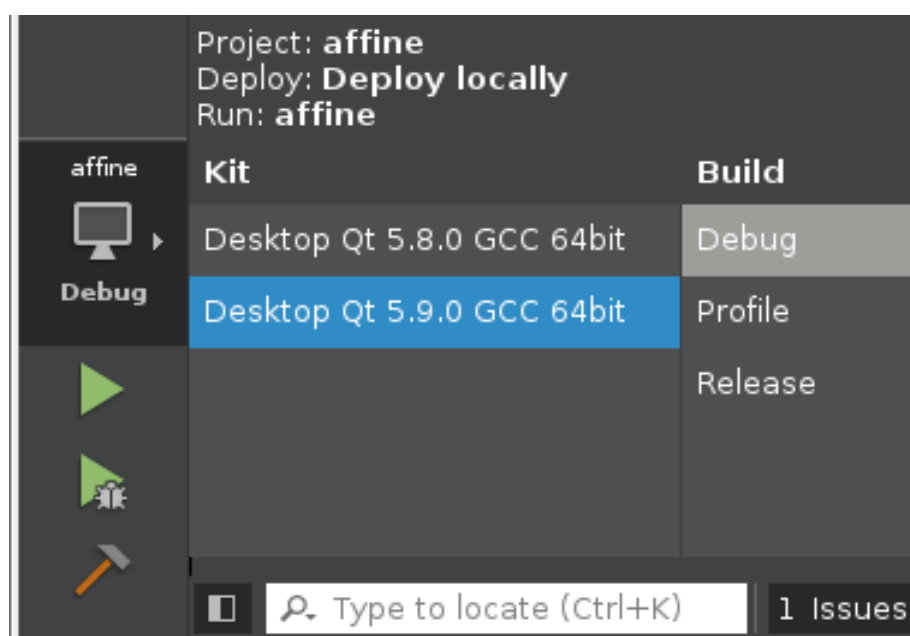 Project: affine
Deploy: Deploy locally
Run: affine
affine
Debug
Kit
Build
Desktop Qt 5.8.0 GCC 64bit
Debug
Desktop Qt 5.9.0 GCC 64bit
Profile
Release
Type to locate (Ctrl+K)
1 Issues